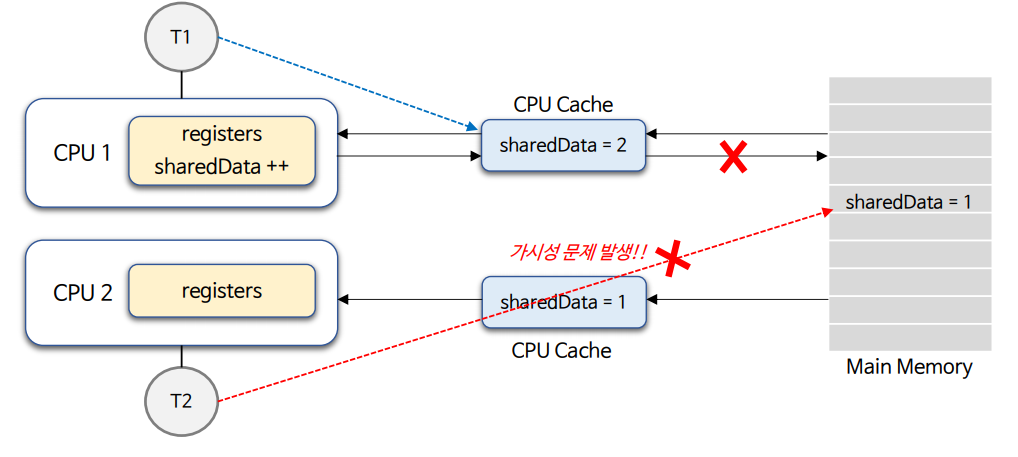 T1
CPU 1
registers
sharedData ++
CPU Cache
sharedData = 2
sharedData = 1
가시성 문제 발생!!
CPU 2
registers
sharedData = 1
CPU Cache
Main Memory
T2